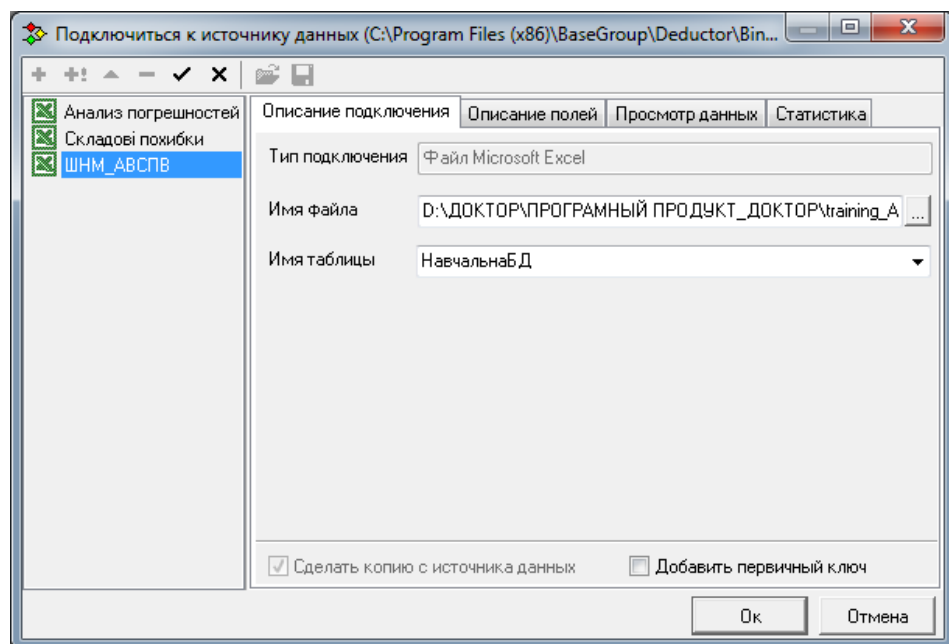 Подключиться к источнику данных (C:\Program Files (x86)\BaseGroup\Deductor\Bin...
Анализ погрешностей
Складові похибки
ШНМ_АВСПВ
Описание подключения
Описание полей
Просмотр данных
Статистика
Тип подключения
Файл Microsoft Excel
Имя файла
D:\ДОКТОР\ПРОГРАМНЫЙ ПРОДУКТ_ДОКТОР\training_A
...
Имя таблицы
НавчальнаБД
Сделать копию с источника данных
Добавить первичный ключ
Ок
Отмена